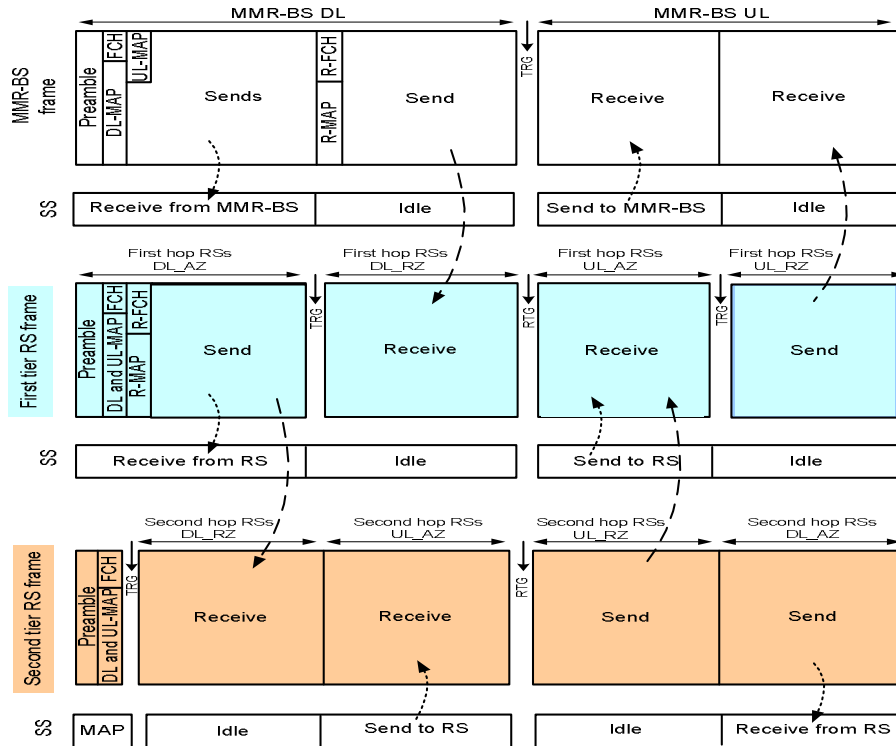 MMR-BS DL
MMR-BS UL
MMR-BS
frame
Preamble
DL-MAP
FCH
UL-MAP
Sends
R-MAP
R-FCH
Send
TRG
Receive
Receive
SS
Receive from MMR-BS
Idle
Send to MMR-BS
Idle
First hop RSs
DL_AZ
First hop RSs
DL_RZ
First hop RSs
UL_AZ
First hop RSs
UL_RZ
First tier RS frame
Preamble
DL and UL-MAP
FCH
R-MAP
R-FCH
Send
TRG
Receive
RTG
Receive
TRG
Send
SS
Receive from RS
Idle
Send to RS
Idle
Second hop RSs
DL_RZ
Second hop RSs
UL_AZ
Second hop RSs
UL_RZ
Second hop RSs
DL_AZ
Second tier RS frame
Preamble
DL and UL-MAP
FCH
TRG
Receive
Receive
RTG
Send
Send
SS
MAP
Idle
Send to RS
Idle
Receive from RS